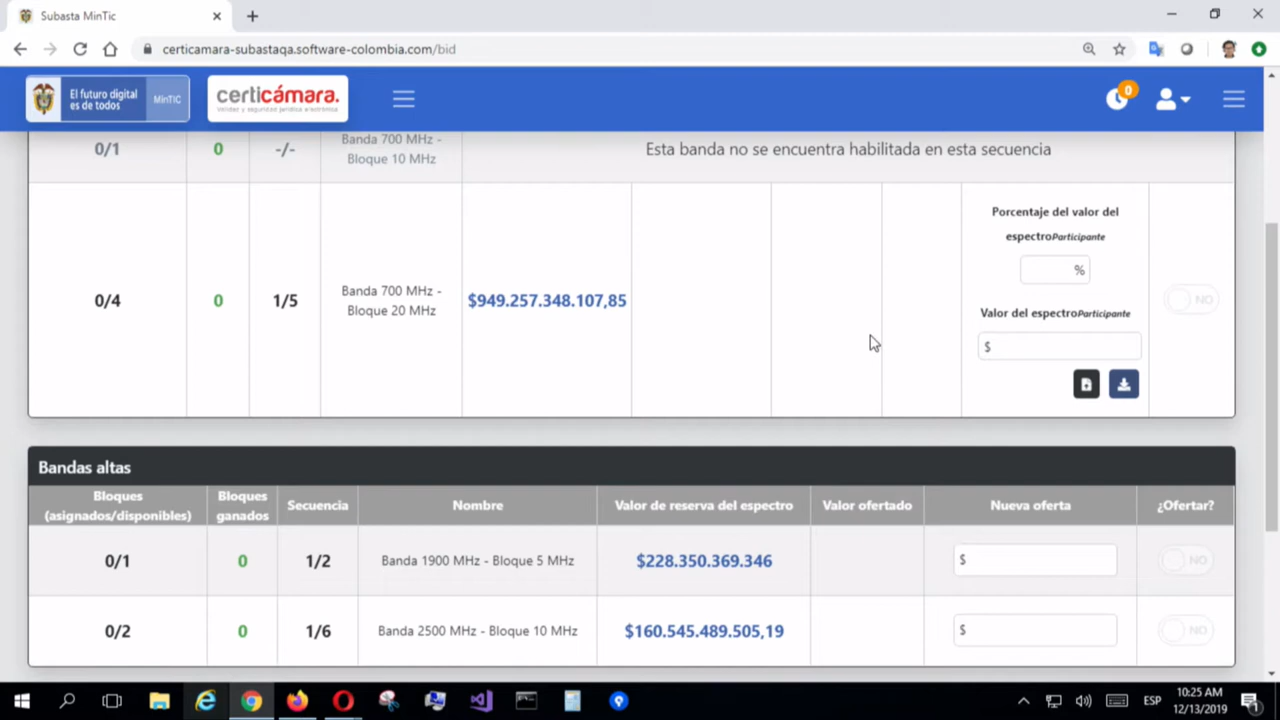 Subasta MinTic
certicamara-subastaqa.software-colombia.com/bid
El futuro digital
es de todos
MinTIC
certicámara.
Validez y seguridad jurídica electrónica
0
0/1
0
-/-
Banda 700 MHz -
Bloque 10 MHz
Esta banda no se encuentra habilitada en esta secuencia
0/4
0
1/5
Banda 700 MHz -
Bloque 20 MHz
$949.257.348.107,85
Porcentaje del valor del
espectroParticipante
%
Valor del espectroParticipante
$
NO
Bandas altas
Bloques
(asignados/disponibles)
Bloques
ganados
Secuencia
Nombre
Valor de reserva del espectro
Valor ofertado
Nueva oferta
¿Ofertar?
0/1
0
1/2
Banda 1900 MHz - Bloque 5 MHz
$228.350.369.346
$
NO
0/2
0
1/6
Banda 2500 MHz - Bloque 10 MHz
$160.545.489.505,19
$
NO
ESP
10:25 AM
12/13/2019
1